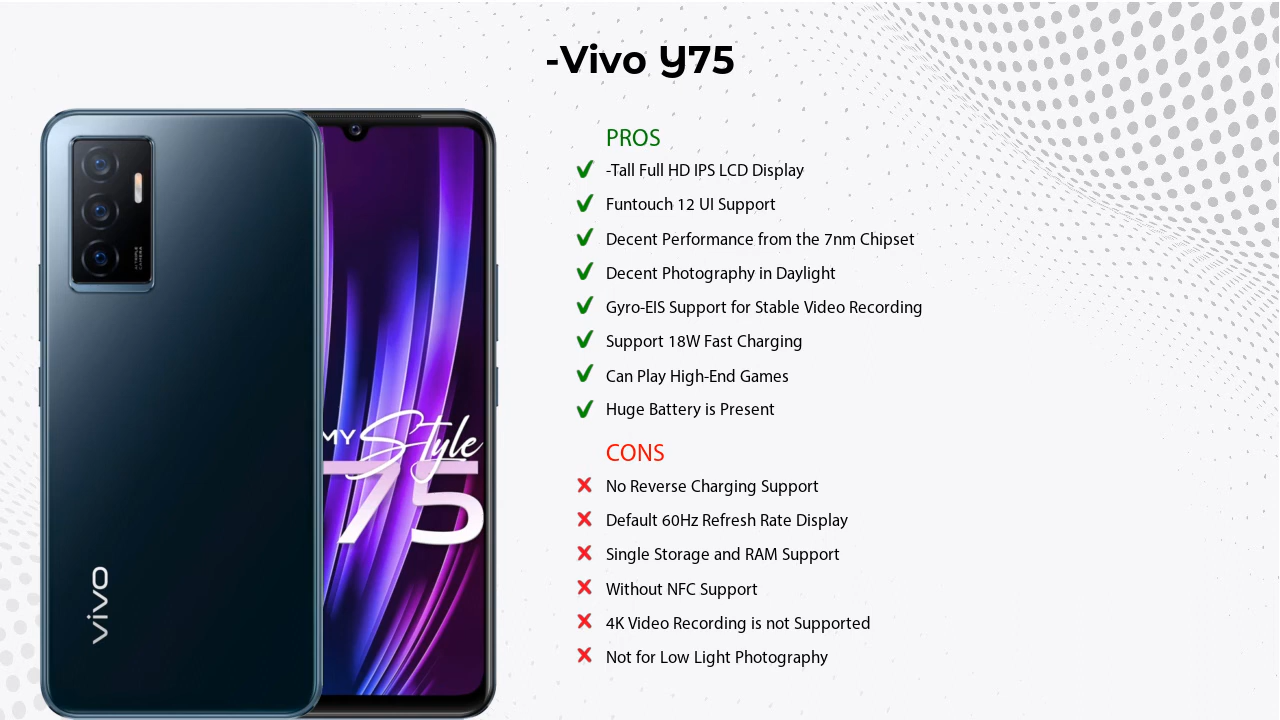 -Vivo Y75
PROS
-Tall Full HD IPS LCD Display
Funtouch 12 UI Support
Decent Performance from the 7nm Chipset
Decent Photography in Daylight
Gyro-EIS Support for Stable Video Recording
Support 18W Fast Charging
Can Play High-End Games
Huge Battery is Present
CONS
No Reverse Charging Support
Default 60Hz Refresh Rate Display
Single Storage and RAM Support
Without NFC Support
4K Video Recording is not Supported
Not for Low Light Photography
MY Style
75
vivo